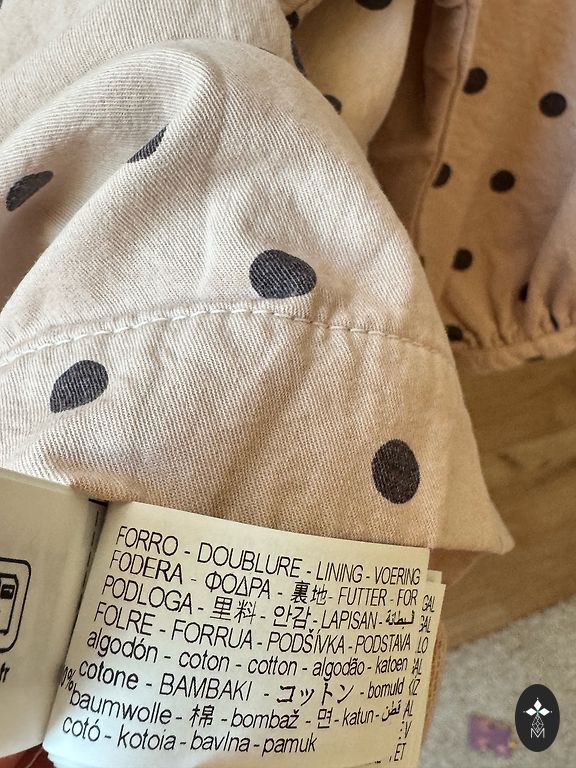 FORRO - DOUBLURE - LINING - VOERING
FODERA - ΦΟΔΡΑ - 裏地 - FUTTER - FOR
PODLOGA - 里料 - 안감 - LAPISAN - البطانة
FOLRE - FORRUA - PODŠÍVKA - PODSTAVA
algodón - coton - cotton - algodão - katoen
cotone - BAMBAKI - コットン - bomuld
baumwolle - 棉 - bombaž - 면 - katun - قطن
cotó - kotoia - bavlna - pamuk
fr
M